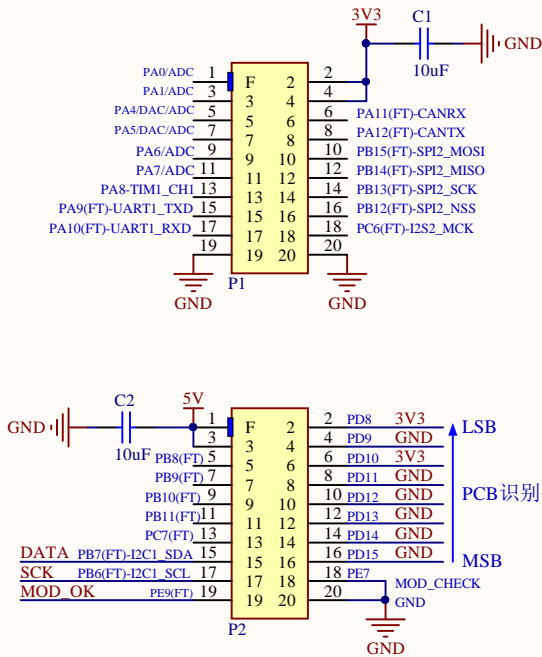 3V3
C1
10uF
GND
PA0/ADC 1 F 2 2
PA1/ADC 3 3 4 4
PA4/DAC/ADC 5 5 6 6 PA11(FT)-CANRX
PA5/DAC/ADC 7 7 8 8 PA12(FT)-CANTX
PA6/ADC 9 9 10 10 PB15(FT)-SPI2_MOSI
PA7/ADC 11 11 12 12 PB14(FT)-SPI2_MISO
PA8-TIM1_CH1 13 13 14 14 PB13(FT)-SPI2_SCK
PA9(FT)-UART1_TXD 15 15 16 16 PB12(FT)-SPI2_NSS
PA10(FT)-UART1_RXD 17 17 18 18 PC6(FT)-I2S2_MCK
19 19 20 20
GND
P1
GND
C2
10uF
5V
GND
1 F 2 2 PD8 3V3 LSB
3 3 4 4 PD9 GND
PB8(FT) 5 5 6 6 PD10 3V3
PB9(FT) 7 7 8 8 PD11 GND
PB10(FT) 9 9 10 10 PD12 GND
PCB识别
PB11(FT) 11 11 12 12 PD13 GND
PC7(FT) 13 13 14 14 PD14 GND
DATA PB7(FT)-I2C1_SDA 15 15 16 16 PD15 GND MSB
SCK PB6(FT)-I2C1_SCL 17 17 18 18 PE7 MOD_CHECK
MOD_OK PE9(FT) 19 19 20 20 GND
P2
GND